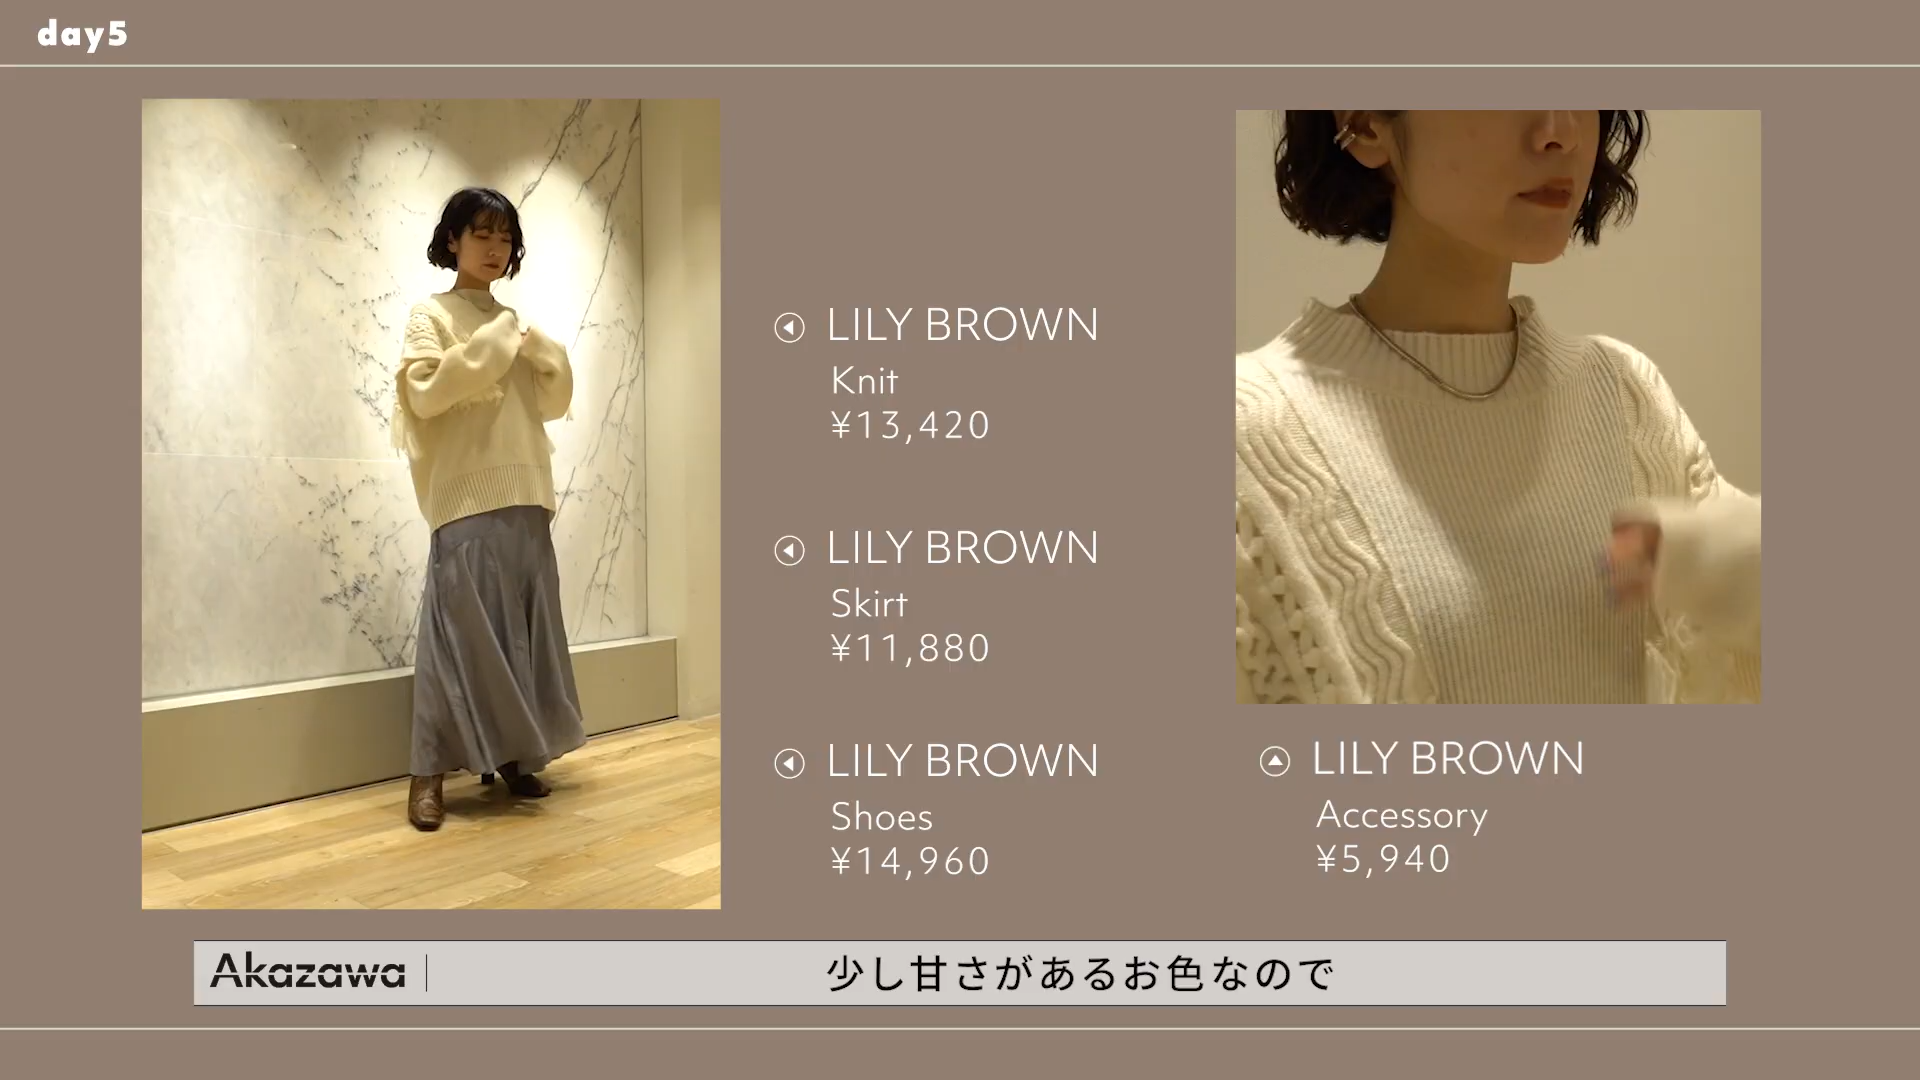 day5
LILY BROWN
Knit
¥13,420
LILY BROWN
Skirt
¥11,880
LILY BROWN
Shoes
¥14,960
LILY BROWN
Accessory
¥5,940
Akazawa
少し甘さがあるお色なので